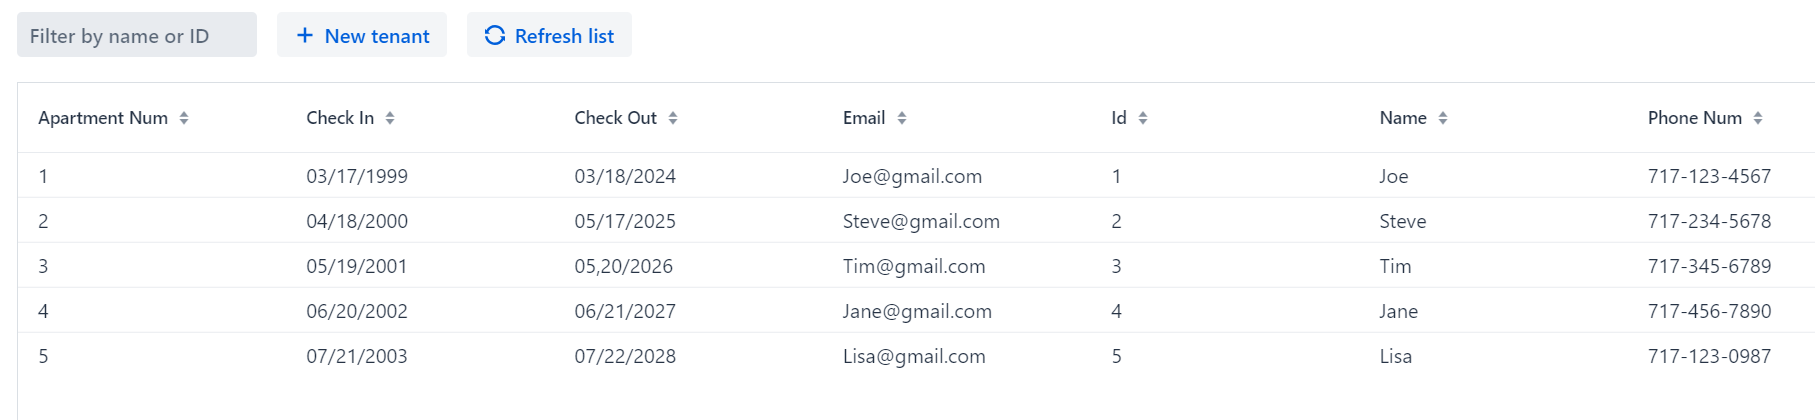 Filter by name or ID New tenant Refresh list
Apartment Num Check In Check Out Email Id Name Phone Num
1 03/17/1999 03/18/2024 Joe@gmail.com 1 Joe 717-123-4567
2 04/18/2000 05/17/2025 Steve@gmail.com 2 Steve 717-234-5678
3 05/19/2001 05,20/2026 Tim@gmail.com 3 Tim 717-345-6789
4 06/20/2002 06/21/2027 Jane@gmail.com 4 Jane 717-456-7890
5 07/21/2003 07/22/2028 Lisa@gmail.com 5 Lisa 717-123-0987